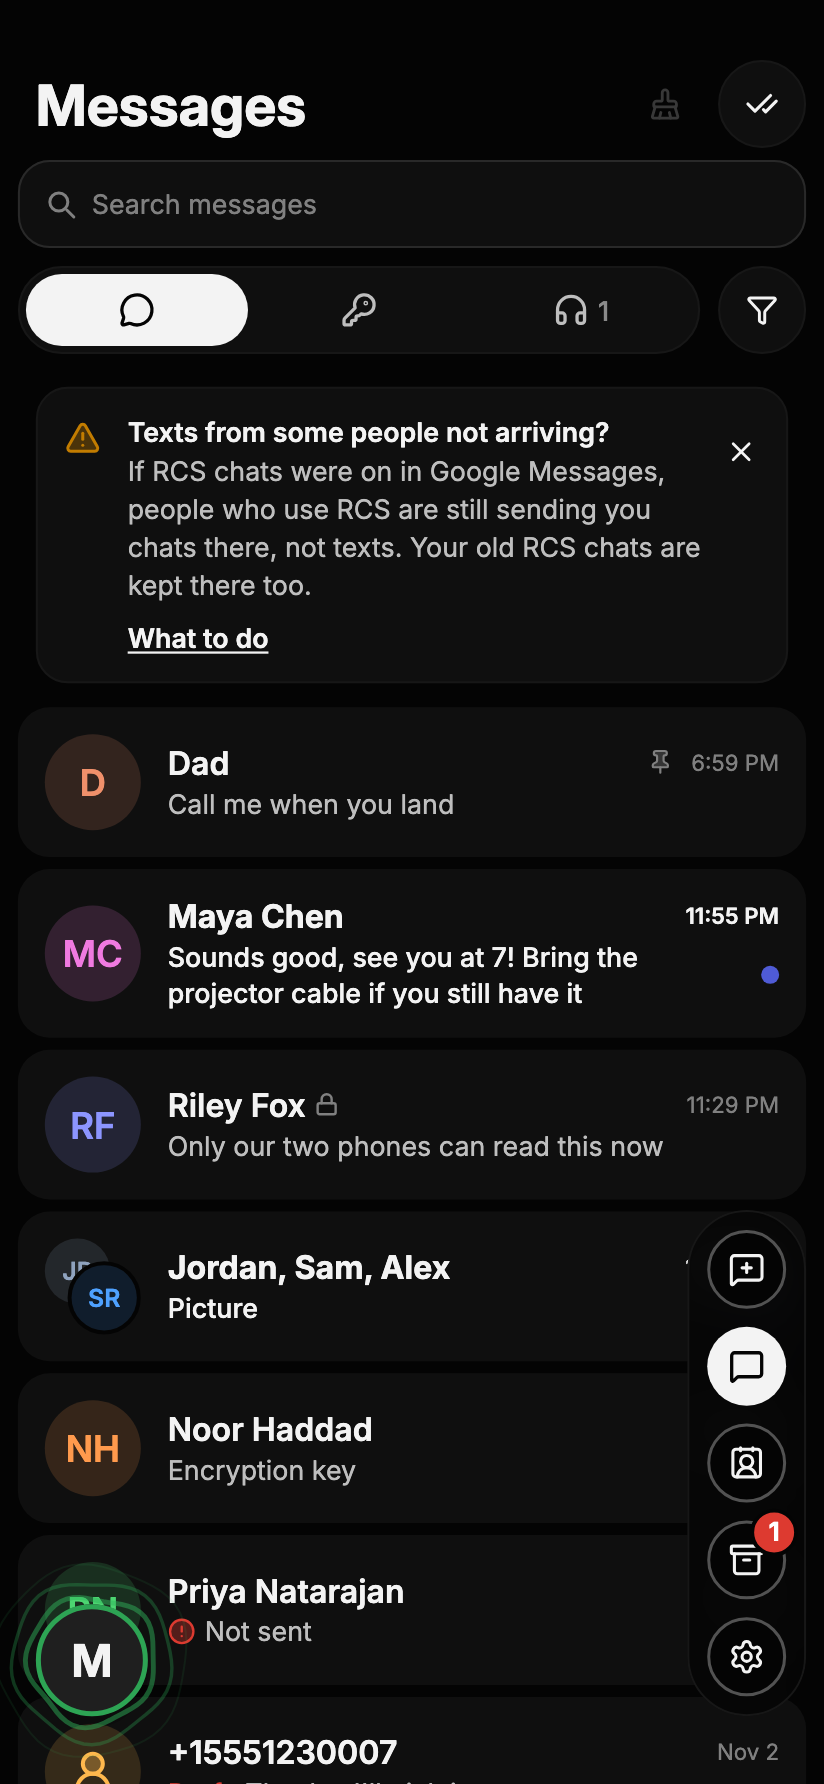 Messages
Search messages
1
Texts from some people not arriving?
If RCS chats were on in Google Messages,
people who use RCS are still sending you
chats there, not texts. Your old RCS chats are
kept there too.
What to do
D
Dad
6:59 PM
Call me when you land
MC
Maya Chen
11:55 PM
Sounds good, see you at 7! Bring the
projector cable if you still have it
RF
Riley Fox
11:29 PM
Only our two phones can read this now
SR
Jordan, Sam, Alex
Picture
NH
Noor Haddad
Encryption key
1
Priya Natarajan
Not sent
M
+15551230007
Nov 2